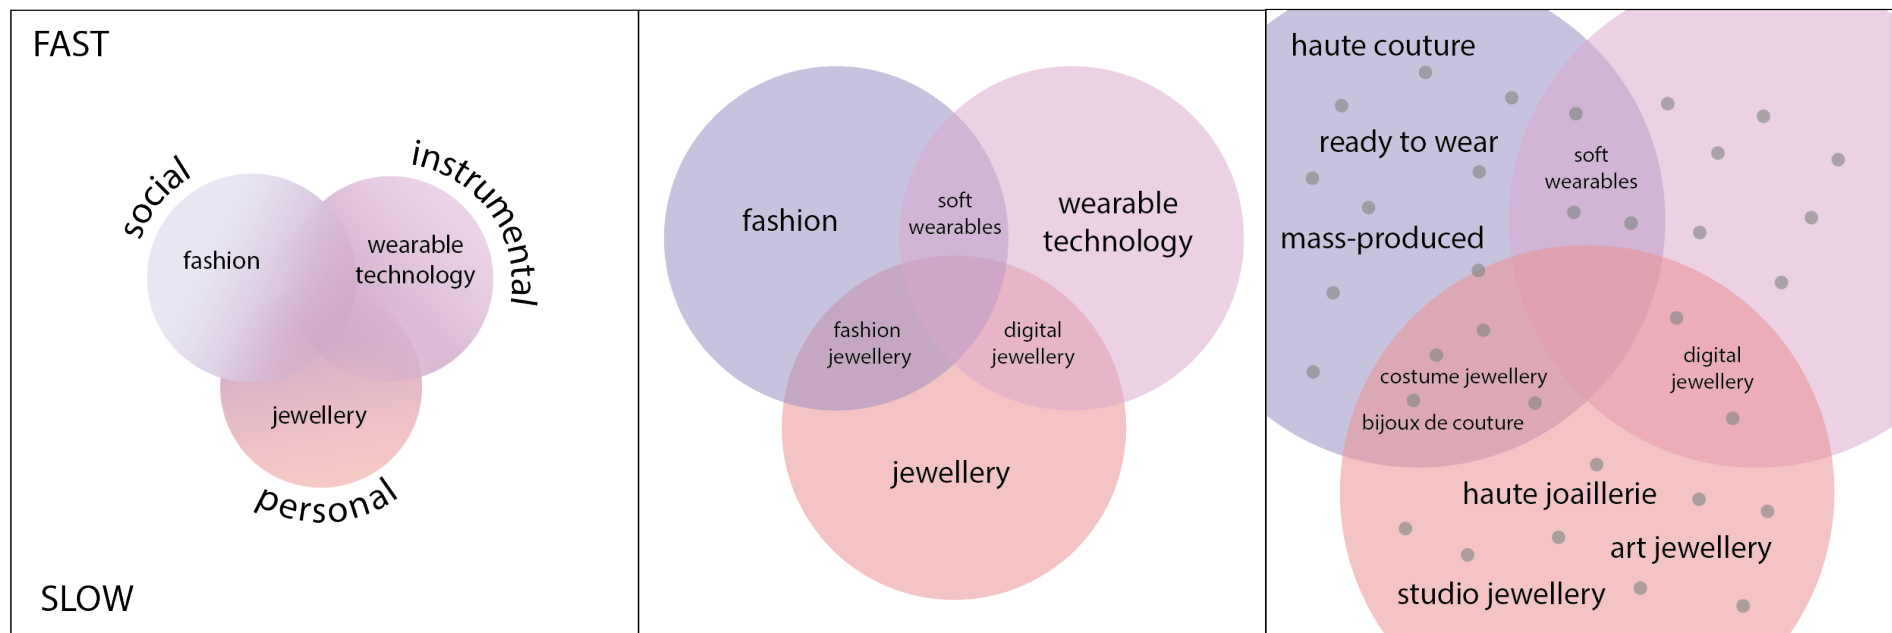 FAST
social
instrumental
fashion
wearable
technology
jewellery
personal
SLOW
fashion
soft
wearables
wearable
technology
fashion
jewellery
digital
jewellery
jewellery
haute couture
ready to wear
soft
wearables
mass-produced
costume jewellery
bijoux de couture
digital
jewellery
haute joaillerie
art jewellery
studio jewellery